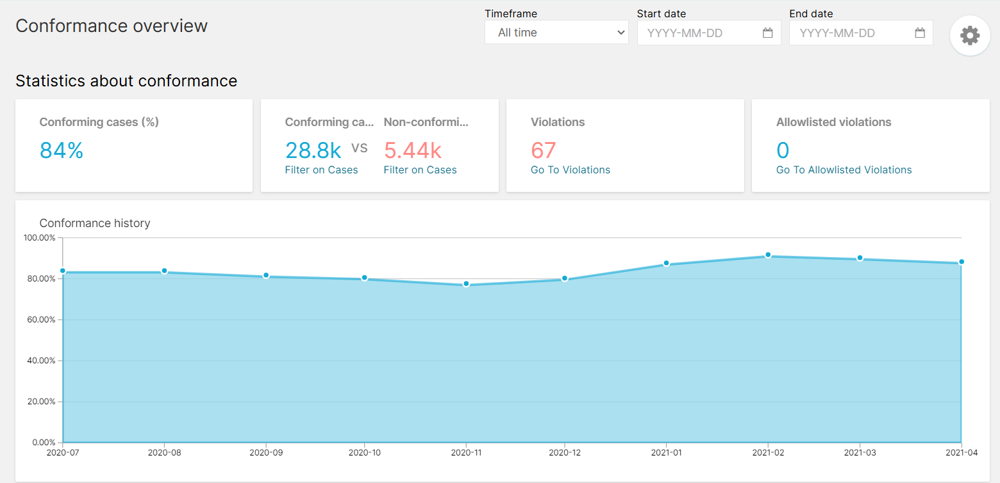 Conformance overview
Timeframe
All time
Start date
YYYY-MM-DD
End date
YYYY-MM-DD
Statistics about conformance
Conforming cases (%)
84%
Conforming ca... Non-conformi...
28.8k VS 5.44k
Filter on Cases Filter on Cases
Violations
67
Go To Violations
Allowlisted violations
0
Go To Allowlisted Violations
Conformance history
100.00%
80.00%
60.00%
40.00%
20.00%
0.00%
2020-07 2020-08 2020-09 2020-10 2020-11 2020-12 2021-01 2021-02 2021-03 2021-04